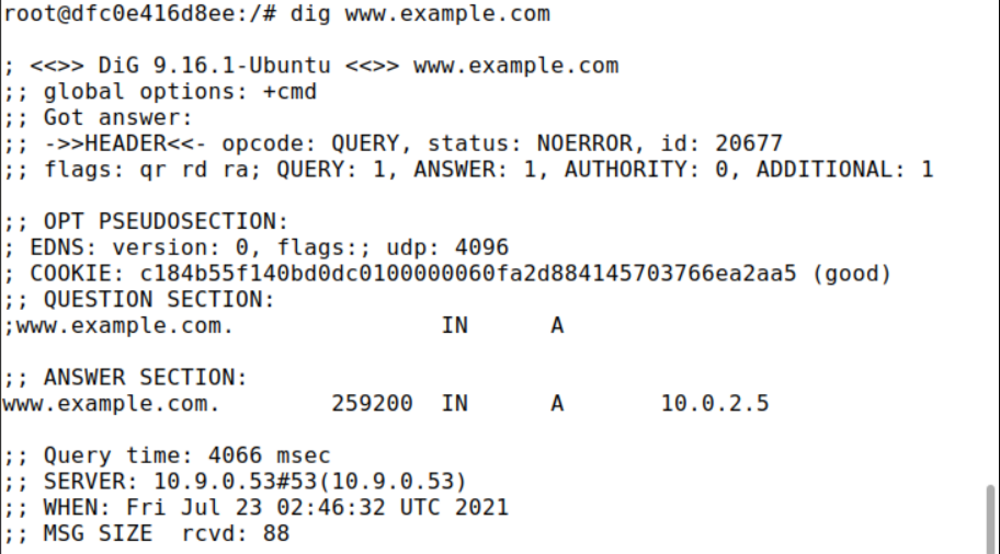 root@dfc0e416d8ee:/# dig www.example.com
; <<>> DiG 9.16.1-Ubuntu <<>> www.example.com
;; global options: +cmd
;; Got answer:
;; ->>HEADER<<- opcode: QUERY, status: NOERROR, id: 20677
;; flags: qr rd ra; QUERY: 1, ANSWER: 1, AUTHORITY: 0, ADDITIONAL: 1
;; OPT PSEUDOSECTION:
; EDNS: version: 0, flags:; udp: 4096
; COOKIE: c184b55f140bd0dc0100000060fa2d884145703766ea2aa5 (good)
;; QUESTION SECTION:
;www.example.com. IN A
;; ANSWER SECTION:
www.example.com. 259200 IN A 10.0.2.5
;; Query time: 4066 msec
;; SERVER: 10.9.0.53#53(10.9.0.53)
;; WHEN: Fri Jul 23 02:46:32 UTC 2021
;; MSG SIZE  rcvd: 88